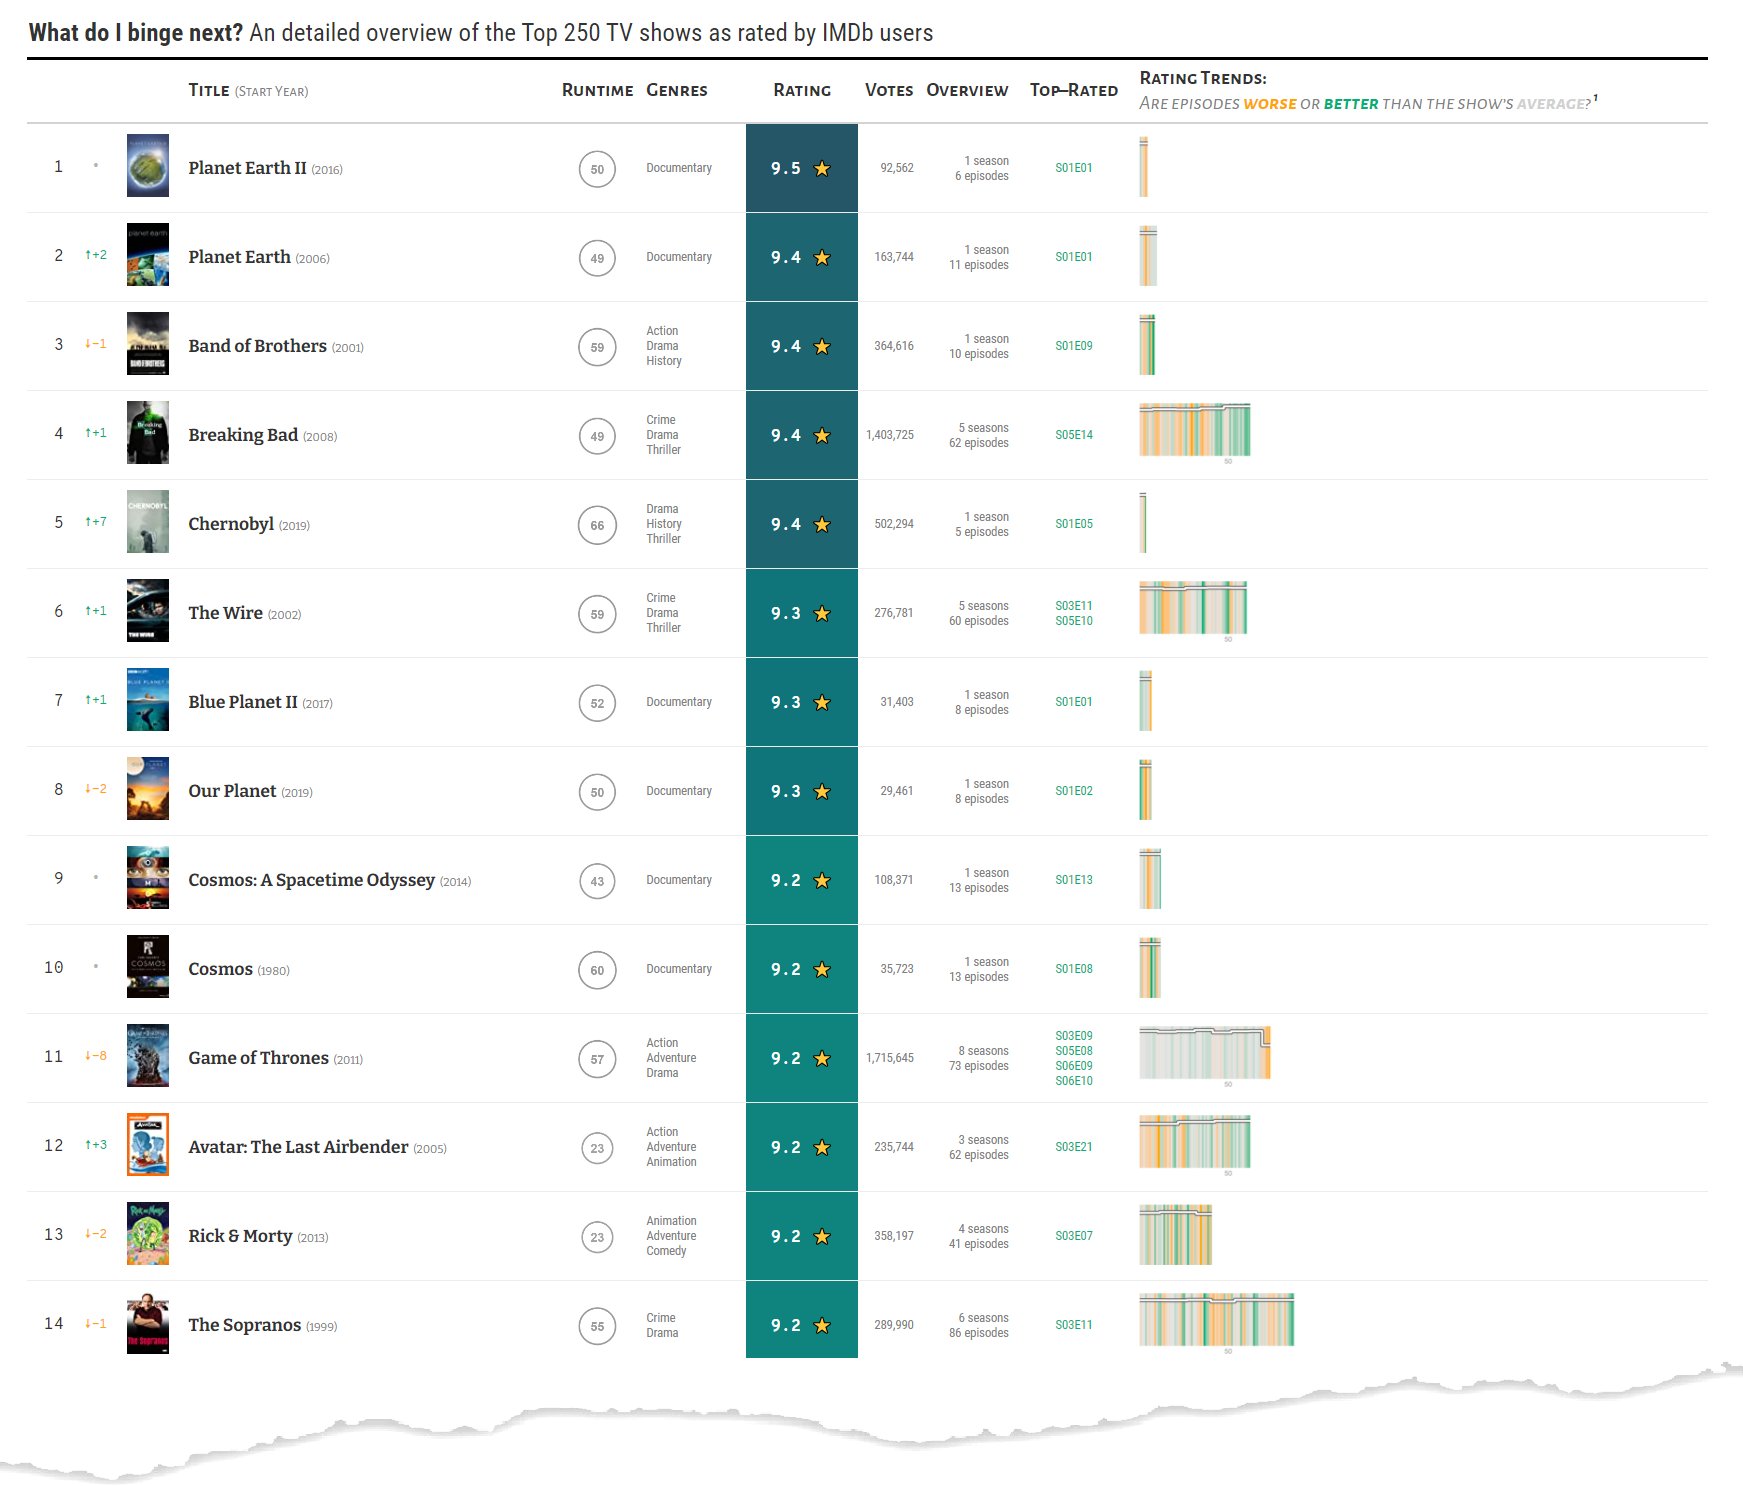 What do I binge next? An detailed overview of the Top 250 TV shows as rated by IMDb users
TITLE (START YEAR) RUNTIME GENRES RATING VOTES OVERVIEW TOP–RATED RATING TRENDS:
ARE EPISODES WORSE OR BETTER THAN THE SHOW'S AVERAGE? 1
1 Planet Earth II (2016) 50 Documentary 9.5 92,562 1 season 6 episodes S01E01
2 ↑+2 Planet Earth (2006) 49 Documentary 9.4 163,744 1 season 11 episodes S01E01
3 ↓−1 Band of Brothers (2001) 59 Action Drama History 9.4 364,616 1 season 10 episodes S01E09
4 ↑+1 Breaking Bad (2008) 49 Crime Drama Thriller 9.4 1,403,725 5 seasons 62 episodes S05E14 50
5 ↑+7 Chernobyl (2019) 66 Drama History Thriller 9.4 502,294 1 season 5 episodes S01E05
6 ↑+1 The Wire (2002) 59 Crime Drama Thriller 9.3 276,781 5 seasons 60 episodes S03E11 S05E10 50
7 ↑+1 Blue Planet II (2017) 52 Documentary 9.3 31,403 1 season 8 episodes S01E01
8 ↓−2 Our Planet (2019) 50 Documentary 9.3 29,461 1 season 8 episodes S01E02
9 Cosmos: A Spacetime Odyssey (2014) 43 Documentary 9.2 108,371 1 season 13 episodes S01E13
10 Cosmos (1980) 60 Documentary 9.2 35,723 1 season 13 episodes S01E08
11 ↓−8 Game of Thrones (2011) 57 Action Adventure Drama 9.2 1,715,645 8 seasons 73 episodes S03E09 S05E08 S06E09 S06E10 50
12 ↑+3 Avatar: The Last Airbender (2005) 23 Action Adventure Animation 9.2 235,744 3 seasons 62 episodes S03E21 50
13 ↓−2 Rick & Morty (2013) 23 Animation Adventure Comedy 9.2 358,197 4 seasons 41 episodes S03E07
14 ↓−1 The Sopranos (1999) 55 Crime Drama 9.2 289,990 6 seasons 86 episodes S03E11 50